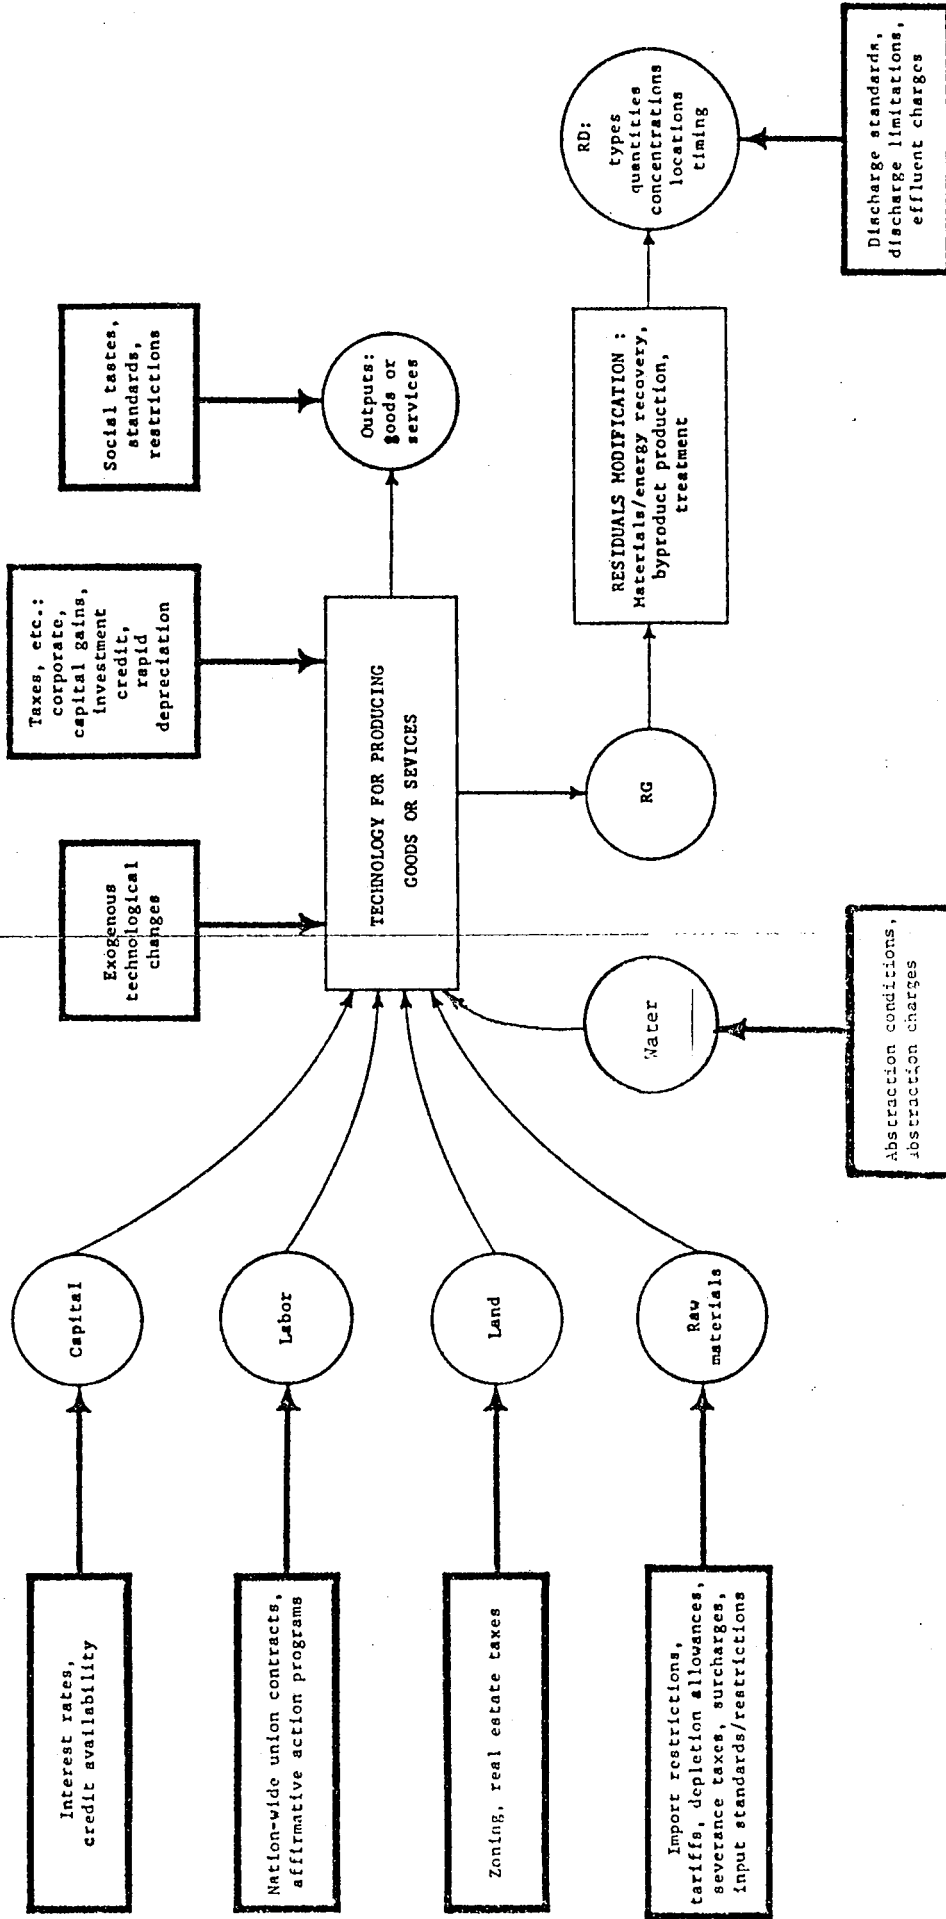 Interest rates,
credit availability
Nation-wide union contracts,
affirmative action programs
Zoning, real estate taxes
Import restrictions,
tariffs, depletion allowances,
severance taxes, surcharges,
input standards/restrictions
Capital
Labor
Land
Raw
materials
Water
Abstraction conditions,
abstraction charges
Exogenous
technological
changes
Taxes, etc.:
corporate,
capital gains,
investment
credit,
rapid
depreciation
Social tastes,
standards,
restrictions
TECHNOLOGY FOR PRODUCING
GOODS OR SEVICES
Outputs:
goods or
services
RG
RESIDUALS MODIFICATION :
Materials/energy recovery,
byproduct production,
treatment
RD:
types
quantities
concentrations
locations
timing
Discharge standards,
discharge limitations,
effluent charges